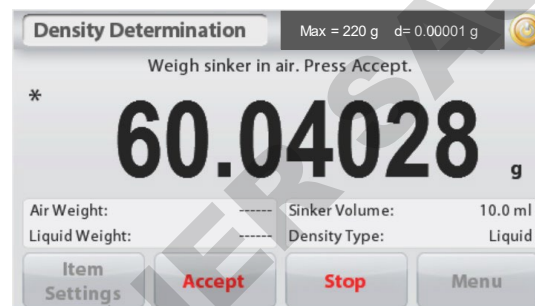 Density Determination
Max = 220 g d= 0.00001 g
Weigh sinker in air. Press Accept.
*
60.04028 g
Air Weight: ------ Sinker Volume: 10.0 ml
Liquid Weight: ------ Density Type: Liquid
Item Settings Accept Stop Menu